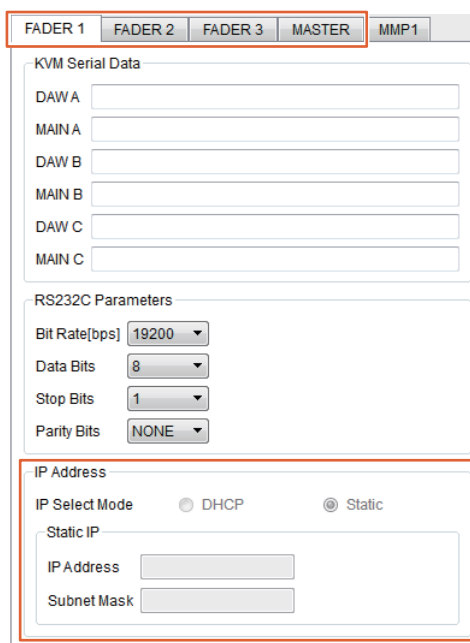 FADER 1 FADER 2 FADER 3 MASTER MMP1
KVM Serial Data
DAW A
MAIN A
DAW B
MAIN B
DAW C
MAIN C
RS232C Parameters
Bit Rate[bps] 19200
Data Bits 8
Stop Bits 1
Parity Bits NONE
IP Address
IP Select Mode DHCP Static
Static IP
IP Address
Subnet Mask